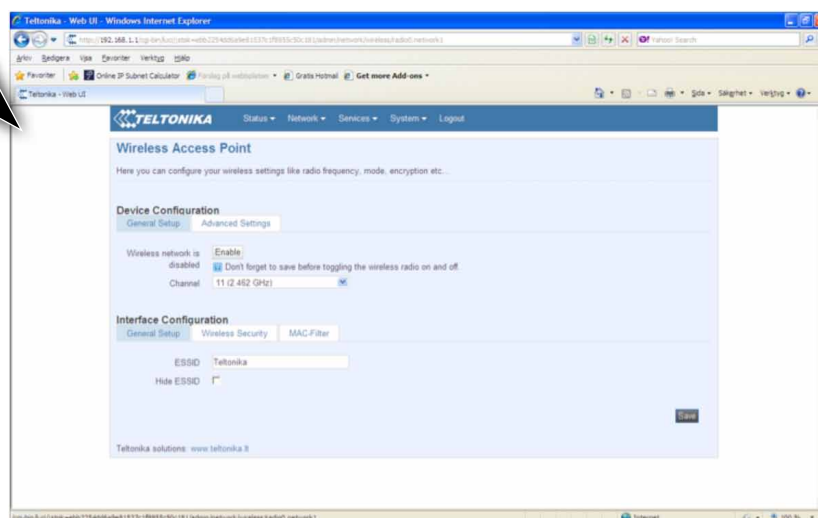 Teltonika - Web UI - Windows Internet Explorer
Yahoo! Search
Arkiv Redigera Visa Favoriter Verktyg Hjälp
Favoriter Online IP Subnet Calculator Gratis Hotmail Get more Add-ons
Teltonika - Web UI
Sida Säkerhet Verktyg
TELTONIKA Status Network Services System Logout
Wireless Access Point
Here you can configure your wireless settings like radio frequency, mode, encryption etc...
Device Configuration
General Setup Advanced Settings
Wireless network is disabled Enable
Don't forget to save before toggling the wireless radio on and off.
Channel 11 (2.462 GHz)
Interface Configuration
General Setup Wireless Security MAC-Filter
ESSID Teltonika
Hide ESSID
Save
Teltonika solutions: www.teltonika.lt
Internet 100 %